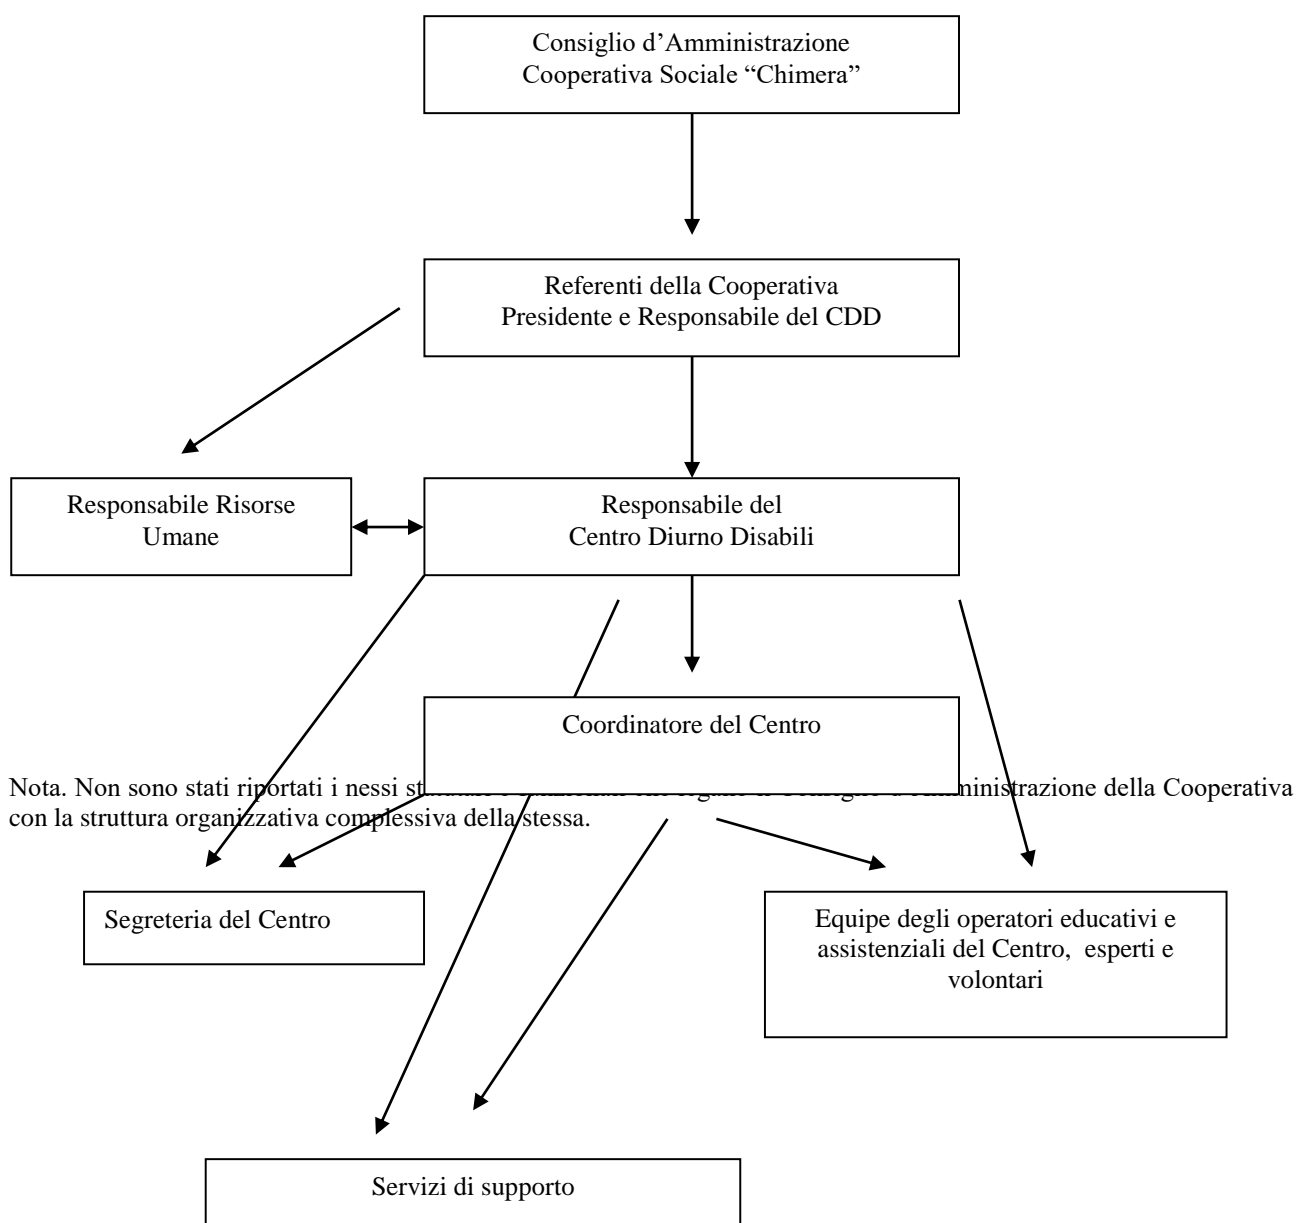 Consiglio d’Amministrazione
Cooperativa Sociale “Chimera”
Referenti della Cooperativa
Presidente e Responsabile del CDD
Responsabile Risorse
Umane
Responsabile del
Centro Diurno Disabili
Coordinatore del Centro
Nota. Non sono stati riportati i nessi della Cooperativa
con la struttura organizzativa complessiva della stessa.
Segreteria del Centro
Equipe degli operatori educativi e
assistenziali del Centro, esperti e
volontari
Servizi di supporto